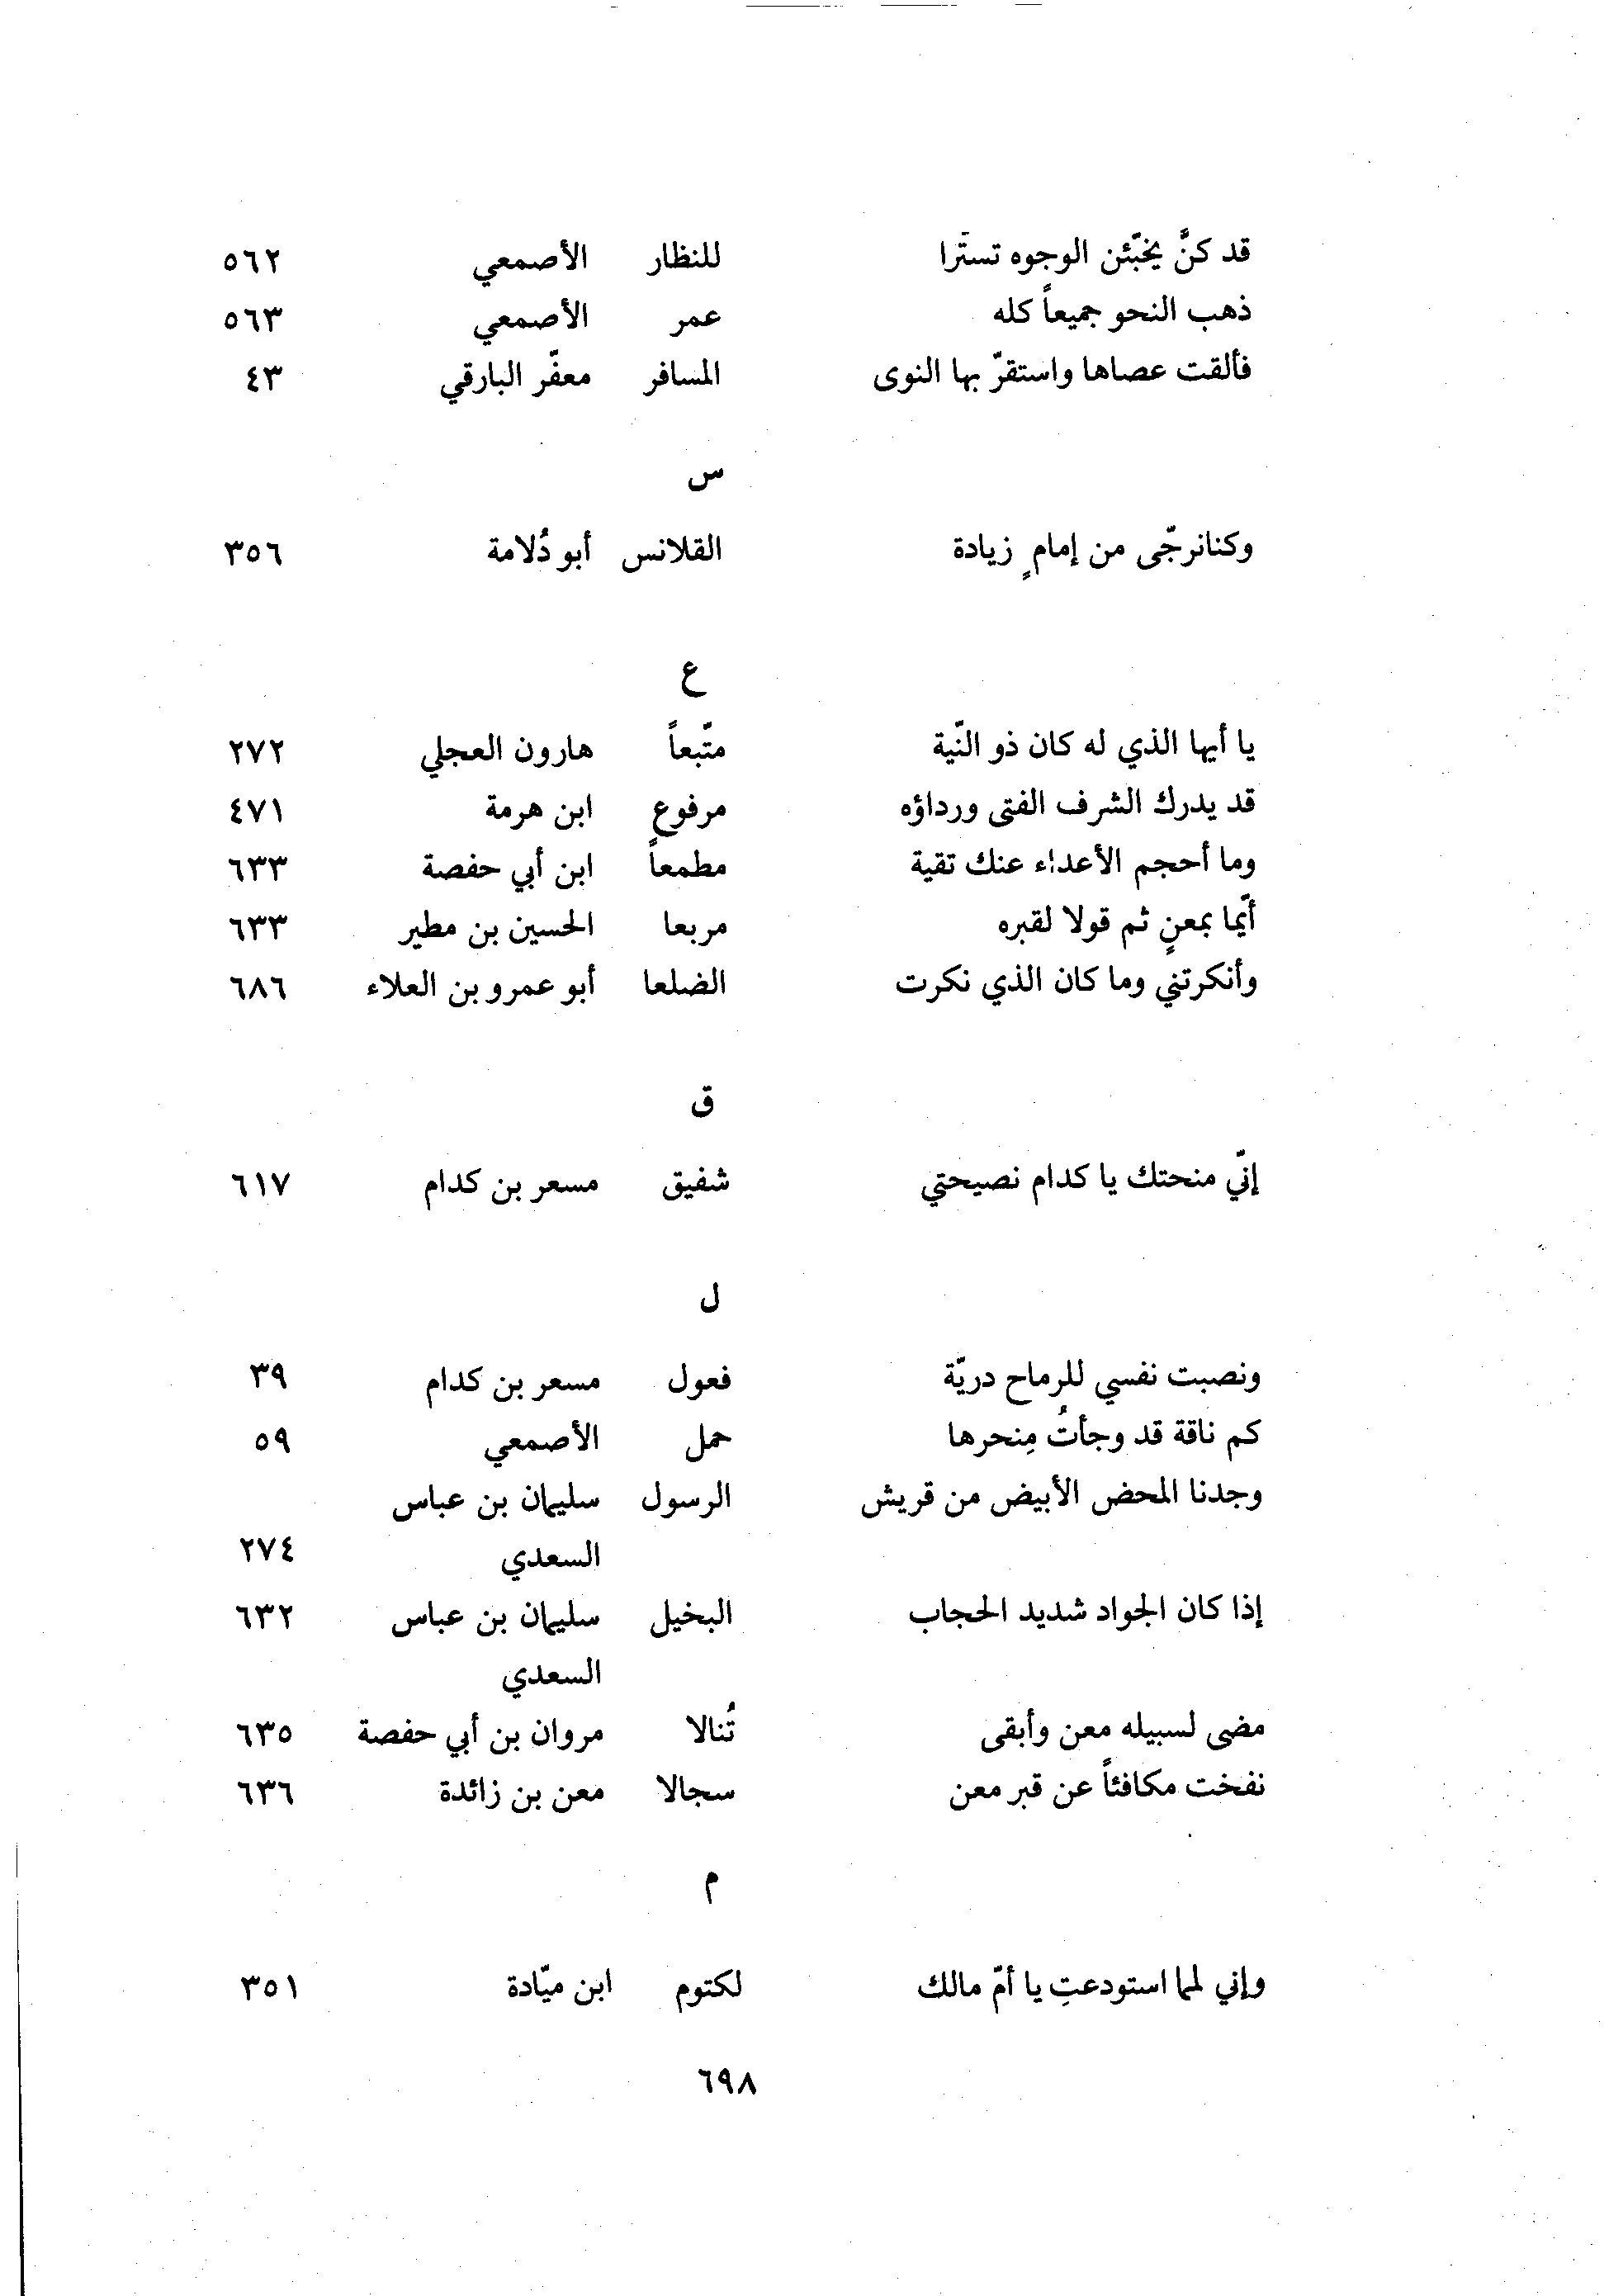 قد كنَّ يخبّئن الوجوه تستّرا للنظار الأصمعي ٥٦٢
ذهب النحو جميعاً كله عمر الأصمعي ٥٦٣
فألقت عصاها واستقرّ بها النوى المسافر معفّر البارقي ٤٣
س
وكنانرجّى من إمامٍ زيادة القلانس أبو دُلامة ٣٥٦
ع
يا أيها الذي له كان ذو النّية متّبعاً هارون العجلي ٢٧٢
قد يدرك الشرف الفتى ورداؤه مرفوع ابن هرمة ٤٧١
وما أحجم الأعداء عنك تقية مطمعاً ابن أبي حفصة ٦٣٣
أيّما بمعنٍ ثم قولا لقبره مربعا الحسين بن مطير ٦٣٣
وأنكرتني وما كان الذي نكرت الضلعا أبو عمرو بن العلاء ٦٨٦
ق
إنّي منحتك يا كدام نصيحتي شفيق مسعر بن كدام ٦١٧
ل
ونصبت نفسي للرماح دريّة فعول مسعر بن كدام ٣٩
كم ناقة قد وجأتُ مِنحرها حمل الأصمعي ٥٩
وجدنا المحض الأبيض من قريش الرسول سليمان بن عباس
السعدي ٢٧٤
إذا كان الجواد شديد الحجاب البخيل سليمان بن عباس ٦٣٢
السعدي
مضى لسبيله معن وأبقى تُنالا مروان بن أبي حفصة ٦٣٥
نفخت مكافئاً عن قبر معن سجالا معن بن زائدة ٦٣٦
م
وإني لما استودعتِ يا أمّ مالك لكتوم ابن ميّادة ٣٥١
٦٩٨